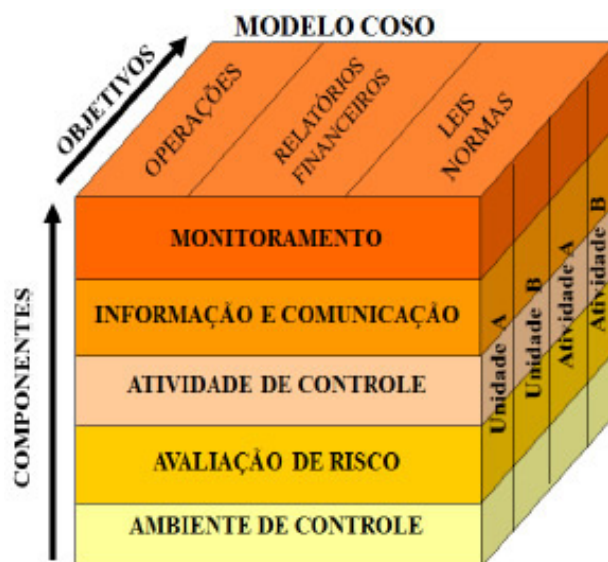 MODELO COSO
OBJETIVOS
OPERAÇÕES
RELATÓRIOS
FINANCEIROS
LEIS
NORMAS
COMPONENTES
MONITORAMENTO
INFORMAÇÃO E COMUNICAÇÃO
ATIVIDADE DE CONTROLE
AVALIAÇÃO DE RISCO
AMBIENTE DE CONTROLE
Unidade A
Unidade B
Atividade A
Atividade B